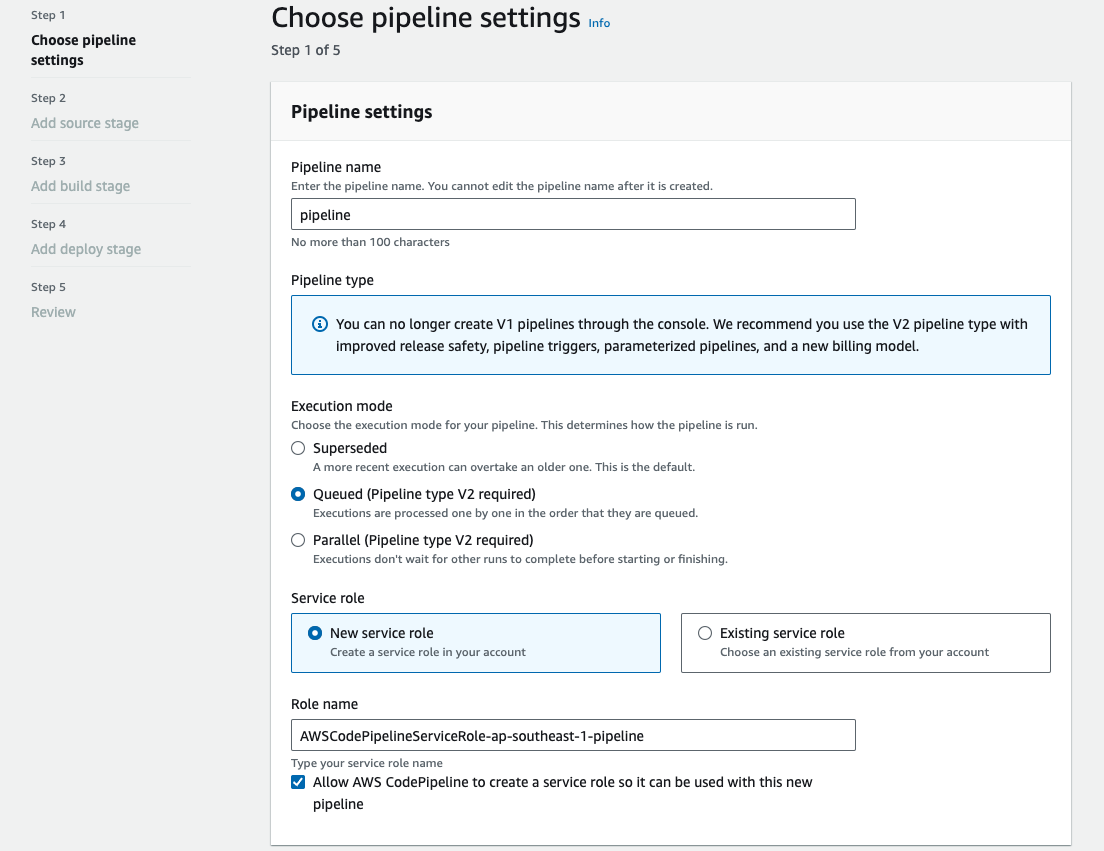 Step 1
Choose pipeline
settings
Step 2
Add source stage
Step 3
Add build stage
Step 4
Add deploy stage
Step 5
Review
Choose pipeline settings Info
Step 1 of 5
Pipeline settings
Pipeline name
Enter the pipeline name. You cannot edit the pipeline name after it is created.
pipeline
No more than 100 characters
Pipeline type
You can no longer create V1 pipelines through the console. We recommend you use the V2 pipeline type with
improved release safety, pipeline triggers, parameterized pipelines, and a new billing model.
Execution mode
Choose the execution mode for your pipeline. This determines how the pipeline is run.
Superseded
A more recent execution can overtake an older one. This is the default.
Queued (Pipeline type V2 required)
Executions are processed one by one in the order that they are queued.
Parallel (Pipeline type V2 required)
Executions don't wait for other runs to complete before starting or finishing.
Service role
New service role
Create a service role in your account
Existing service role
Choose an existing service role from your account
Role name
AWSCodePipelineServiceRole-ap-southeast-1-pipeline
Type your service role name
Allow AWS CodePipeline to create a service role so it can be used with this new
pipeline